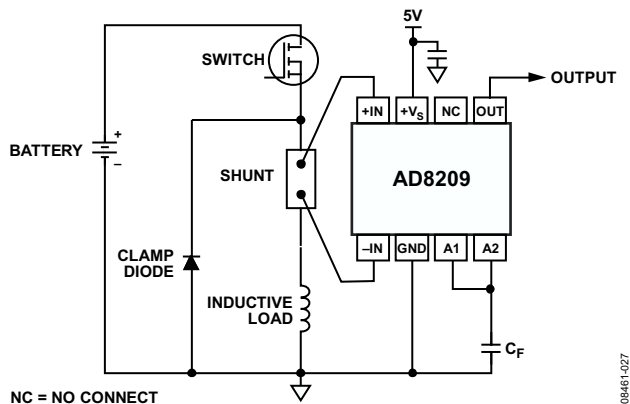 5V
SWITCH
OUTPUT
+IN
+VS
NC
OUT
BATTERY
+
–
SHUNT
AD8209
–IN
GND
A1
A2
CLAMP
DIODE
INDUCTIVE
LOAD
CF
NC = NO CONNECT
08461-027